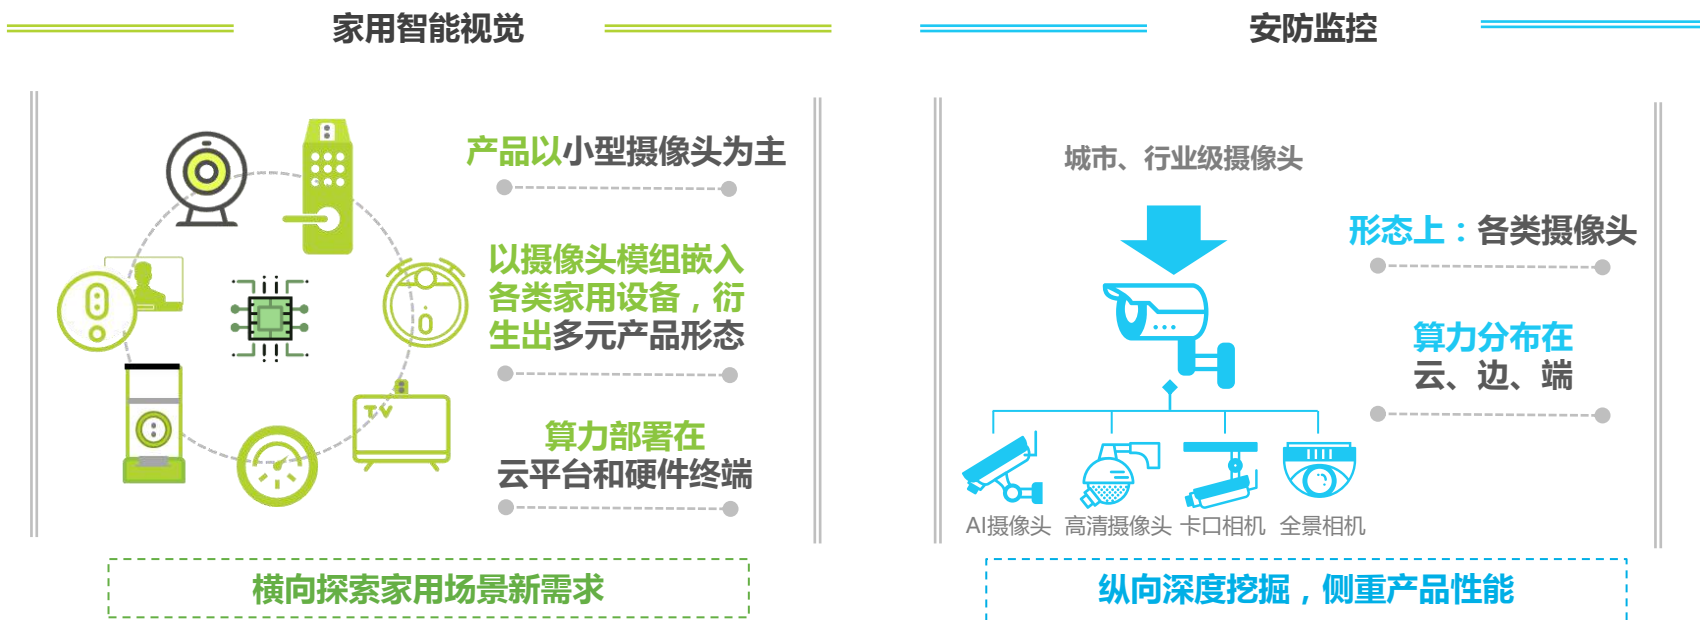 家用智能视觉
产品以小型摄像头为主
以摄像头模组嵌入
各类家用设备，衍
生出多元产品形态
TV
算力部署在
云平台和硬件终端
横向探索家用场景新需求
安防监控
城市、行业级摄像头
形态上：各类摄像头
算力分布在
云、边、端
AI摄像头 高清摄像头 卡口相机 全景相机
纵向深度挖掘，侧重产品性能